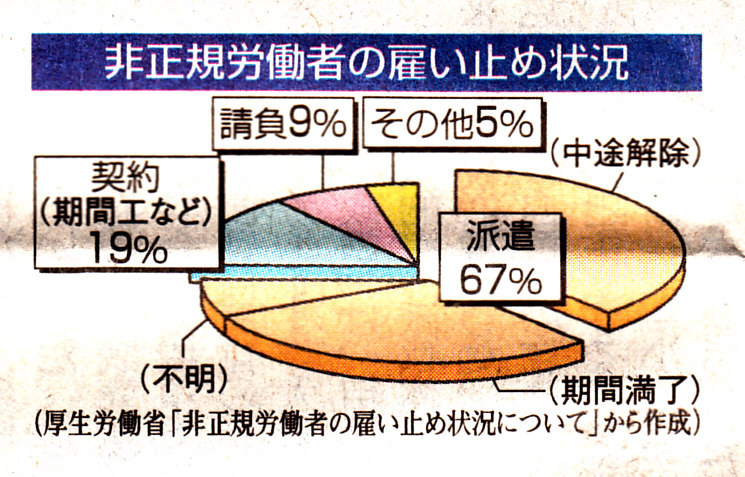 非正規労働者の雇い止め状況
請負9%
その他5%
(中途解除)
契約
(期間工など)
19%
派遣
67%
(不明)
(期間満了)
(厚生労働省「非正規労働者の雇い止め状況について」から作成)